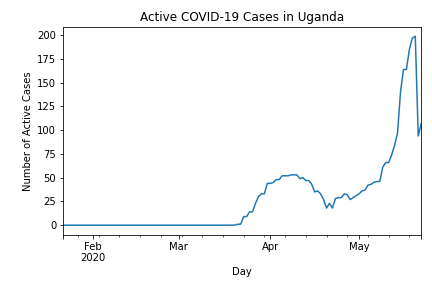 Active COVID-19 Cases in Uganda
200
175
150
125
100
75
50
25
0
Number of Active Cases
Feb
2020
Mar
Apr
May
Day